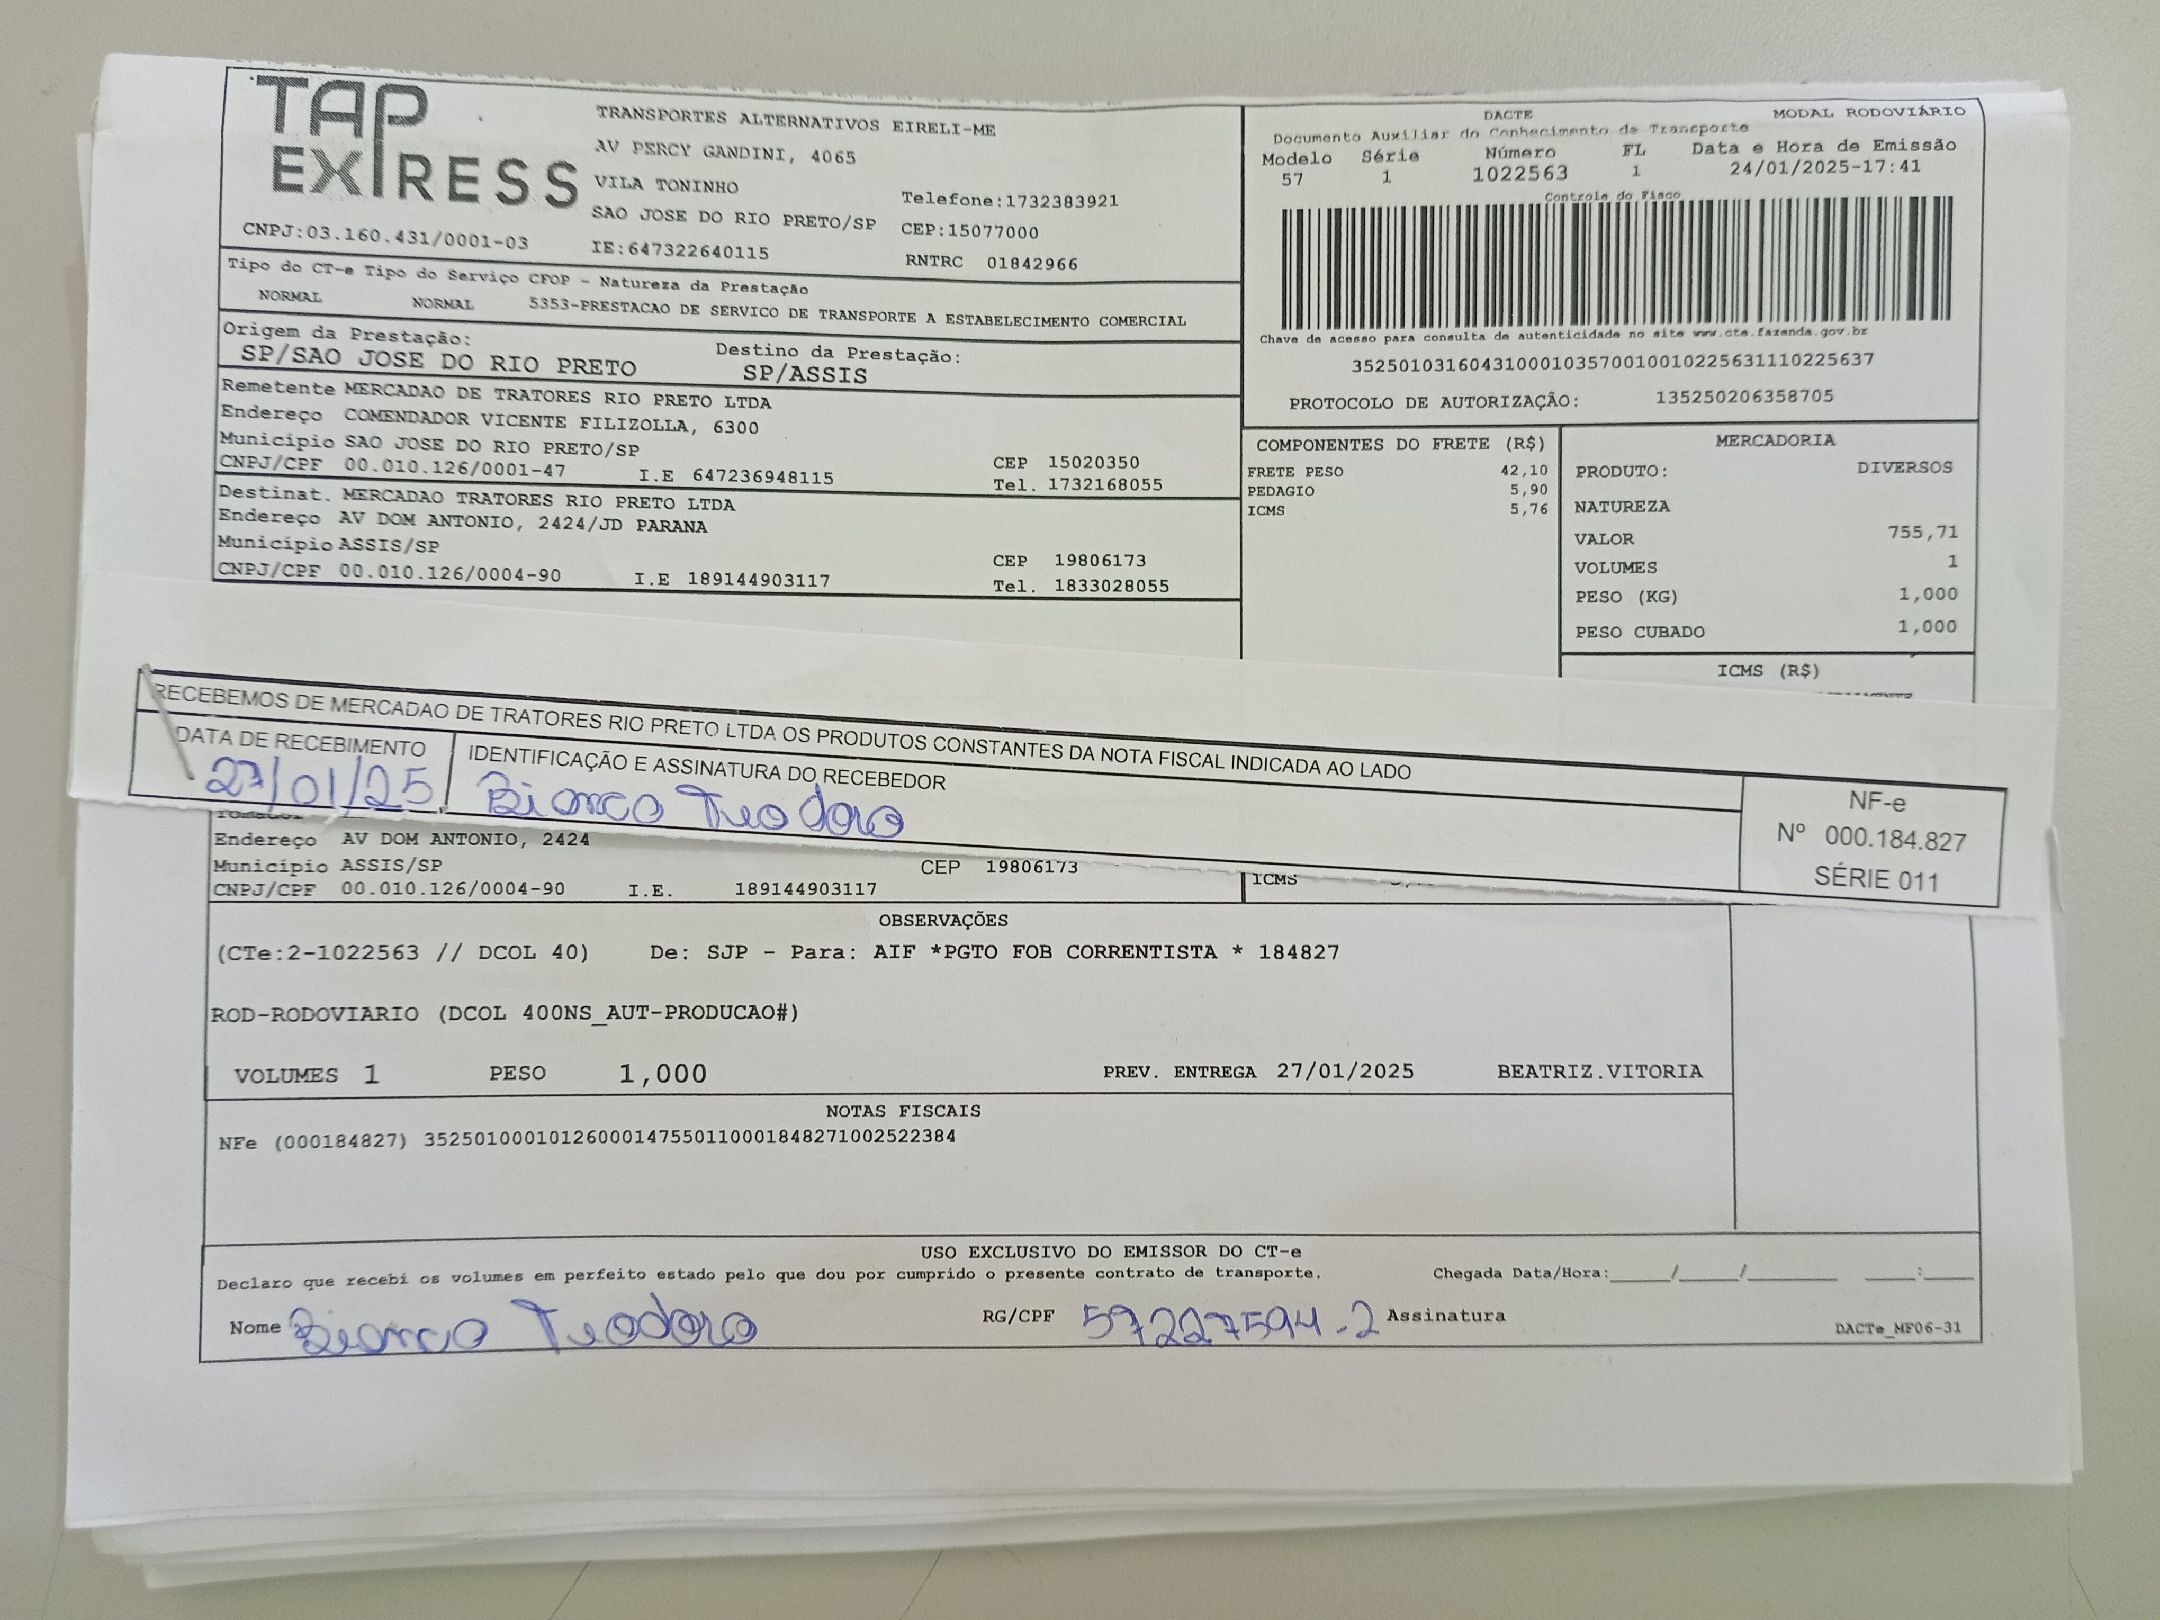 TAP EXPRESS
TRANSPORTES ALTERNATIVOS EIRELI-ME
AV PERCY GANDINI, 4065
VILA TONINHO
SAO JOSE DO RIO PRETO/SP
Telefone:1732383921
CEP:15077000
CNPJ:03.160.431/0001-03
IE:647322640115
RNTRC 01842966
DACTE
MODAL RODOVIÁRIO
Documento Auxiliar do Conhecimento de Transporte
Modelo Série Número FL Data e Hora de Emissão
57 1 1022563 1 24/01/2025-17:41
Controle do Fisco
Chave de acesso para consulta de autenticidade no site www.cte.fazenda.gov.br
35250103160431000103570010010225631110225637
PROTOCOLO DE AUTORIZAÇÃO: 135250206358705
Tipo do CT-e Tipo do Serviço CFOP - Natureza da Prestação
NORMAL NORMAL 5353-PRESTACAO DE SERVICO DE TRANSPORTE A ESTABELECIMENTO COMERCIAL
Origem da Prestação: Destino da Prestação:
SP/SAO JOSE DO RIO PRETO SP/ASSIS
Remetente MERCADAO DE TRATORES RIO PRETO LTDA
Endereço COMENDADOR VICENTE FILIZOLLA, 6300
Município SAO JOSE DO RIO PRETO/SP CEP 15020350
CNPJ/CPF 00.010.126/0001-47 I.E 647236948115 Tel. 1732168055
Destinat. MERCADAO TRATORES RIO PRETO LTDA
Endereço AV DOM ANTONIO, 2424/JD PARANA
Município ASSIS/SP CEP 19806173
CNPJ/CPF 00.010.126/0004-90 I.E 189144903117 Tel. 1833028055
COMPONENTES DO FRETE (R$)
FRETE PESO 42,10
PEDAGIO 5,90
ICMS 5,76
MERCADORIA
PRODUTO: DIVERSOS
NATUREZA
VALOR 755,71
VOLUMES 1
PESO (KG) 1,000
PESO CUBADO 1,000
ICMS (R$)
RECEBEMOS DE MERCADAO DE TRATORES RIO PRETO LTDA OS PRODUTOS CONSTANTES DA NOTA FISCAL INDICADA AO LADO
DATA DE RECEBIMENTO
27/01/25
IDENTIFICAÇÃO E ASSINATURA DO RECEBEDOR
Bianca Teodoro
NF-e
Nº 000.184.827
SÉRIE 011
Tomador
Endereço AV DOM ANTONIO, 2424
Município ASSIS/SP CEP 19806173
CNPJ/CPF 00.010.126/0004-90 I.E. 189144903117
ICMS
OBSERVAÇÕES
(CTe:2-1022563 // DCOL 40) De: SJP - Para: AIF *PGTO FOB CORRENTISTA * 184827
ROD-RODOVIARIO (DCOL 400NS_AUT-PRODUCAO#)
VOLUMES 1 PESO 1,000 PREV. ENTREGA 27/01/2025 BEATRIZ.VITORIA
NOTAS FISCAIS
NFe (000184827) 35250100010126000147550110001848271002522384
USO EXCLUSIVO DO EMISSOR DO CT-e
Declaro que recebi os volumes em perfeito estado pelo que dou por cumprido o presente contrato de transporte. Chegada Data/Hora:____/____/________ ____:____
Nome Bianca Teodoro RG/CPF 57227594-2 Assinatura
DACTe_MF06-31